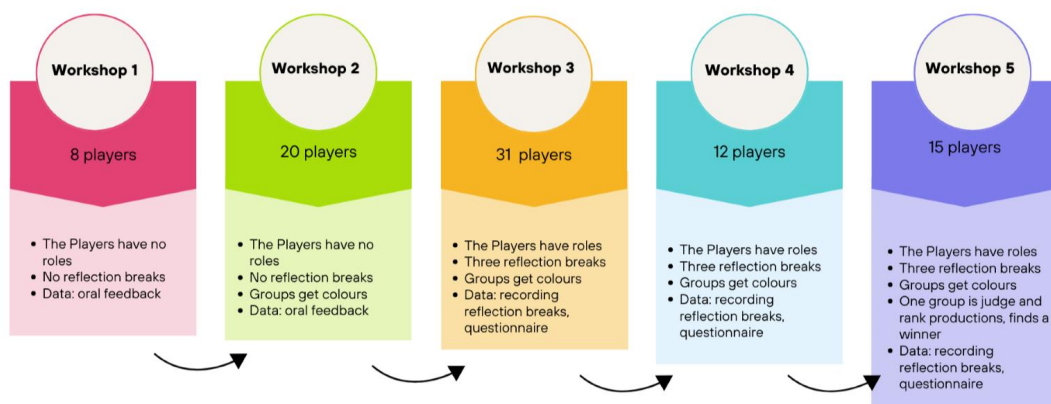 Workshop 1
8 players
• The Players have no
roles
• No reflection breaks
• Data: oral feedback
Workshop 2
20 players
• The Players have no
roles
• No reflection breaks
• Groups get colours
• Data: oral feedback
Workshop 3
31 players
• The Players have roles
• Three reflection breaks
• Groups get colours
• Data: recording
reflection breaks,
questionnaire
Workshop 4
12 players
• The Players have roles
• Three reflection breaks
• Groups get colours
• Data: recording
reflection breaks,
questionnaire
Workshop 5
15 players
• The Players have roles
• Three reflection breaks
• Groups get colours
• One group is judge and
rank productions, finds a
winner
• Data: recording
reflection breaks,
questionnaire